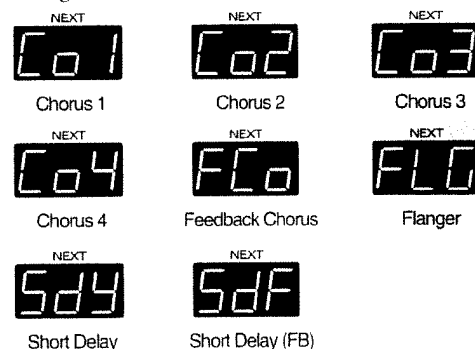 NEXT NEXT NEXT
Co1 Co2 Co3
Chorus 1 Chorus 2 Chorus 3
NEXT NEXT NEXT
Co4 FCo FLG
Chorus 4 Feedback Chorus Flanger
NEXT NEXT
Sdy SdF
Short Delay Short Delay (FB)